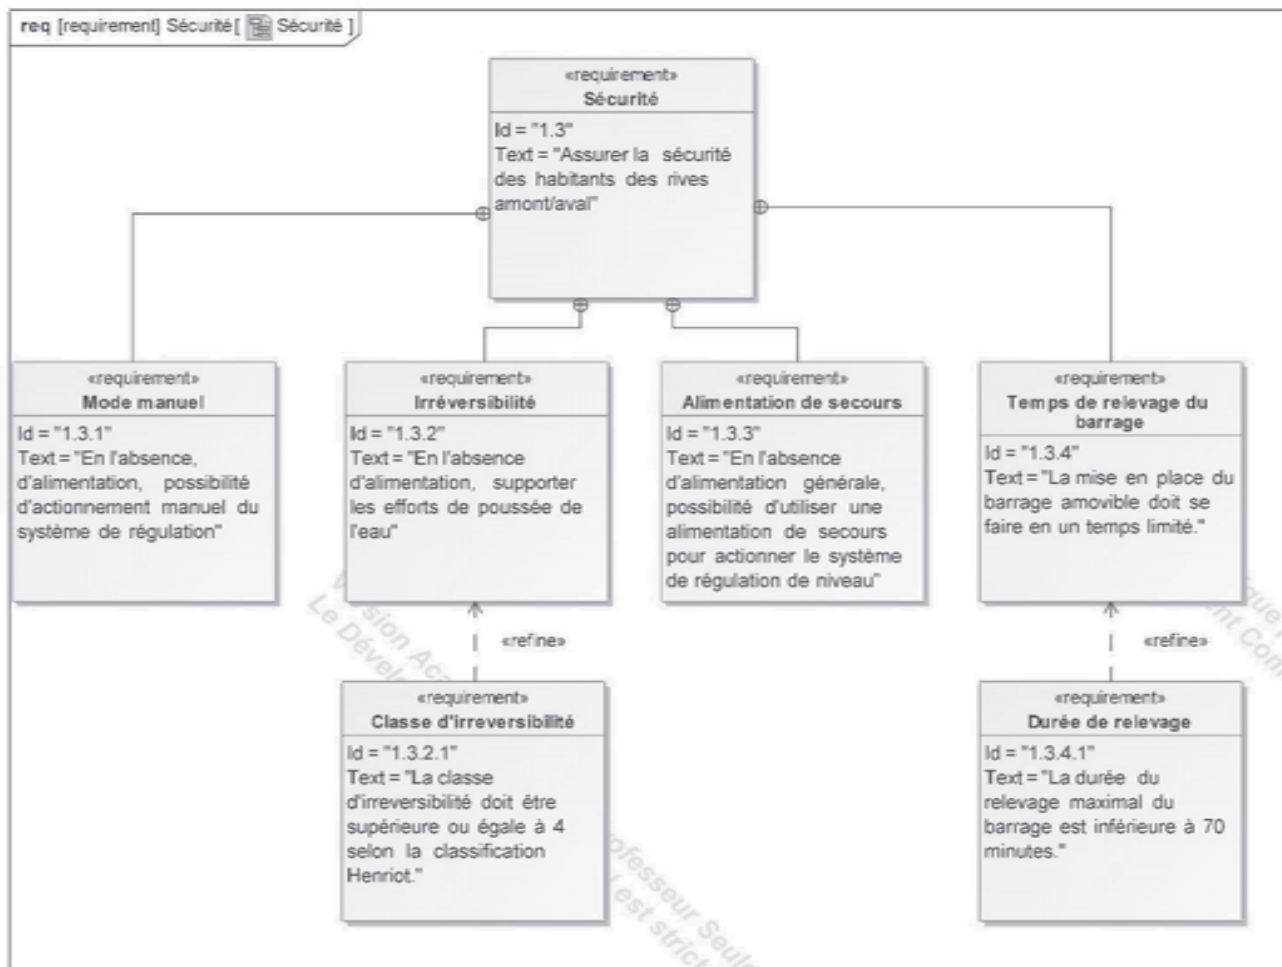 req [requirement] Sécurité[ Sécurité ]
«requirement»
Sécurité
Id = "1.3"
Text = "Assurer la sécurité
des habitants des rives
amont/aval"
«requirement»
Mode manuel
Id = "1.3.1"
Text = "En l'absence,
d'alimentation, possibilité
d'actionnement manuel du
système de régulation"
«requirement»
Irréversibilité
Id = "1.3.2"
Text = "En l'absence
d'alimentation, supporter
les efforts de poussée de
l'eau"
«requirement»
Alimentation de secours
Id = "1.3.3"
Text = "En l'absence
d'alimentation générale,
possibilité d'utiliser une
alimentation de secours
pour actionner le système
de régulation de niveau"
«requirement»
Temps de relevage du
barrage
Id = "1.3.4"
Text = "La mise en place du
barrage amovible doit se
faire en un temps limité."
«refine»
«refine»
«requirement»
Classe d'irreversibilité
Id = "1.3.2.1"
Text = "La classe
d'irreversibilité doit être
supérieure ou égale à 4
selon la classification
Henriot."
«requirement»
Durée de relevage
Id = "1.3.4.1"
Text = "La durée du
relevage maximal du
barrage est inférieure à 70
minutes."